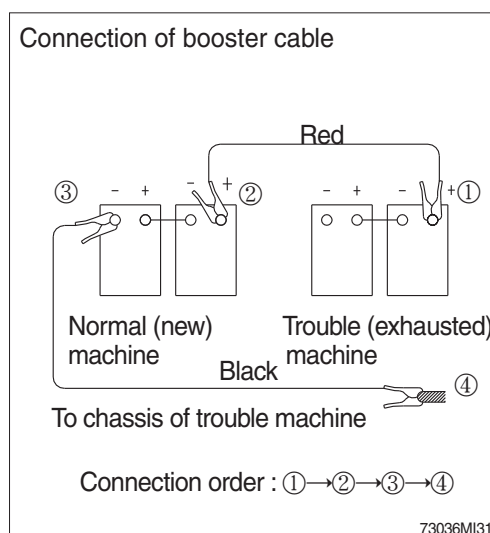 Connection of booster cable
Red
③ - + - + ② - + - + ①
Normal (new)
machine
Trouble (exhausted)
machine
Black
④
To chassis of trouble machine
Connection order : ①→②→③→④
73036MI31